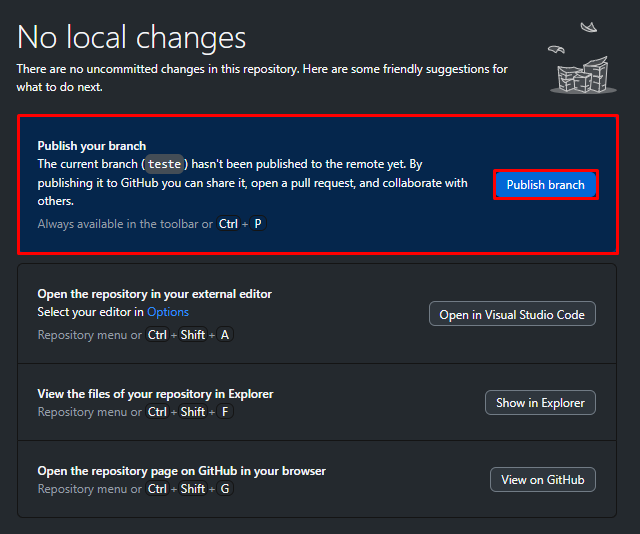 No local changes
There are no uncommitted changes in this repository. Here are some friendly suggestions for
what to do next.
Publish your branch
The current branch ( teste ) hasn't been published to the remote yet. By
publishing it to GitHub you can share it, open a pull request, and collaborate with
others.
Always available in the toolbar or Ctrl + P
Publish branch
Open the repository in your external editor
Select your editor in Options
Repository menu or Ctrl + Shift + A
Open in Visual Studio Code
View the files of your repository in Explorer
Repository menu or Ctrl + Shift + F
Show in Explorer
Open the repository page on GitHub in your browser
Repository menu or Ctrl + Shift + G
View on GitHub